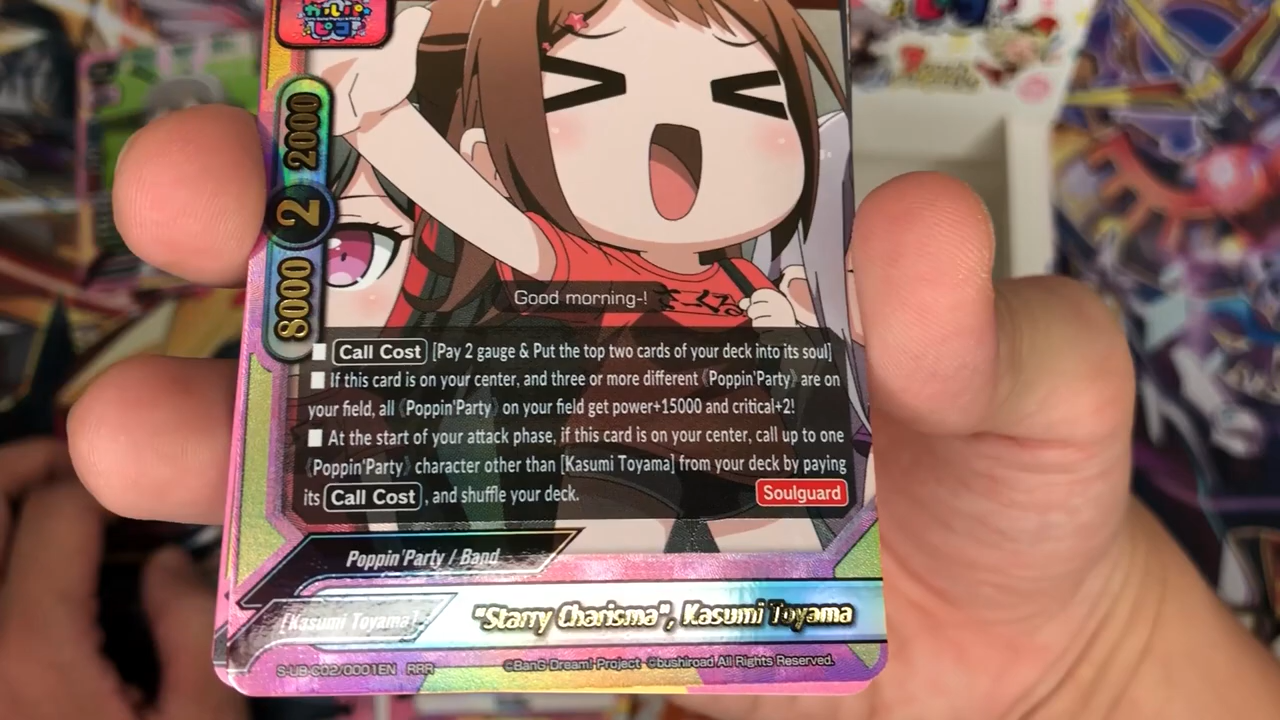 ガルパ
ピコ
2000
2
8000
Good morning-!
■ Call Cost [Pay 2 gauge & Put the top two cards of your deck into its soul]
■ If this card is on your center, and three or more different《Poppin'Party》are on
your field, all《Poppin'Party》on your field get power+15000 and critical+2!
■ At the start of your attack phase, if this card is on your center, call up to one
《Poppin'Party》character other than [Kasumi Toyama] from your deck by paying
its Call Cost, and shuffle your deck.
Soulguard
Poppin'Party / Band
[Kasumi Toyama]
"Starry Charisma", Kasumi Toyama
S-UB-C02/0001EN RRR
©BanG Dream! Project ©bushiroad All Rights Reserved.